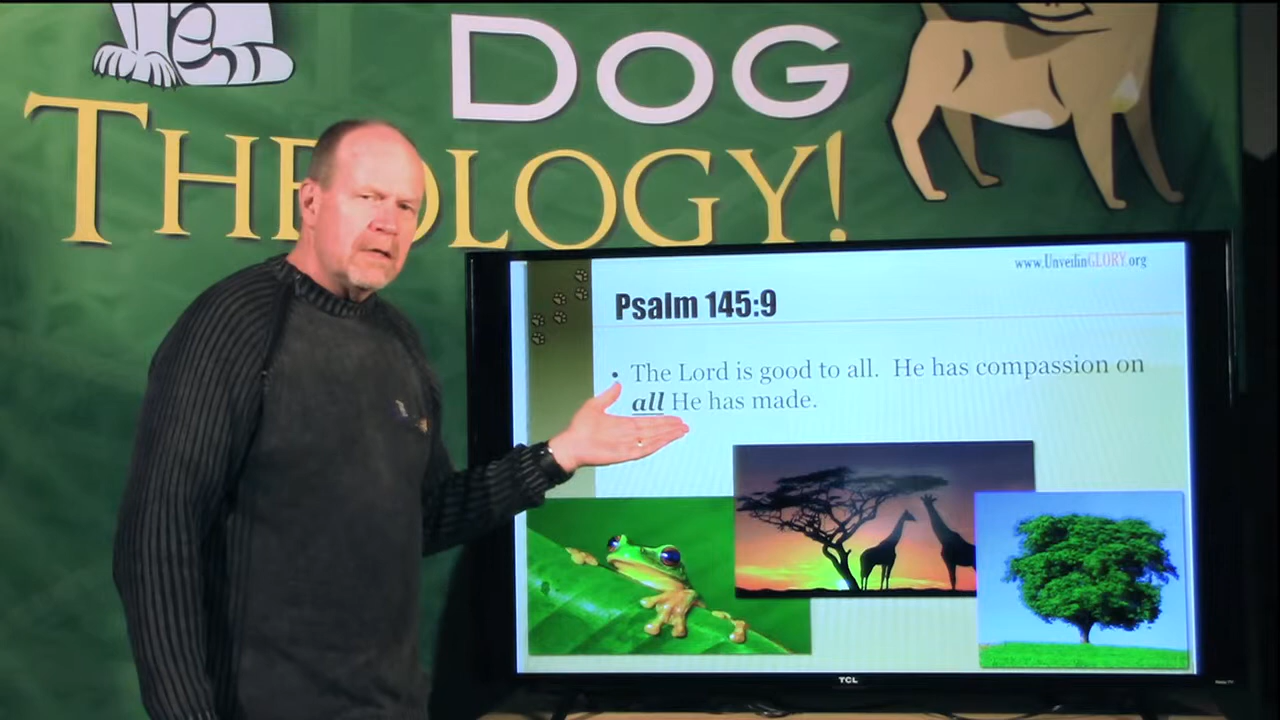 DOG
THEOLOGY!
www.UnveilinGLORY.org
Psalm 145:9
• The Lord is good to all. He has compassion on
all He has made.
TCL